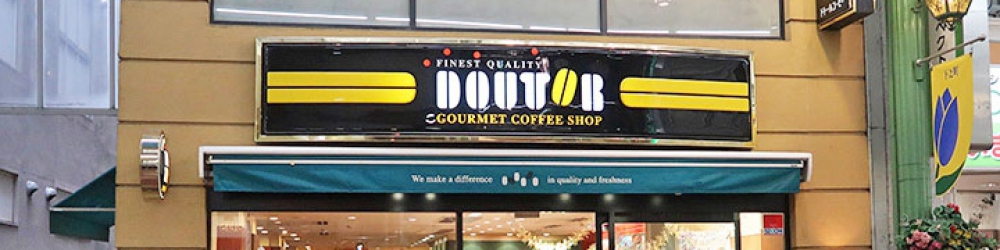 FINEST QUALITY
DOUTOR
GOURMET COFFEE SHOP
We make a difference in quality and freshness